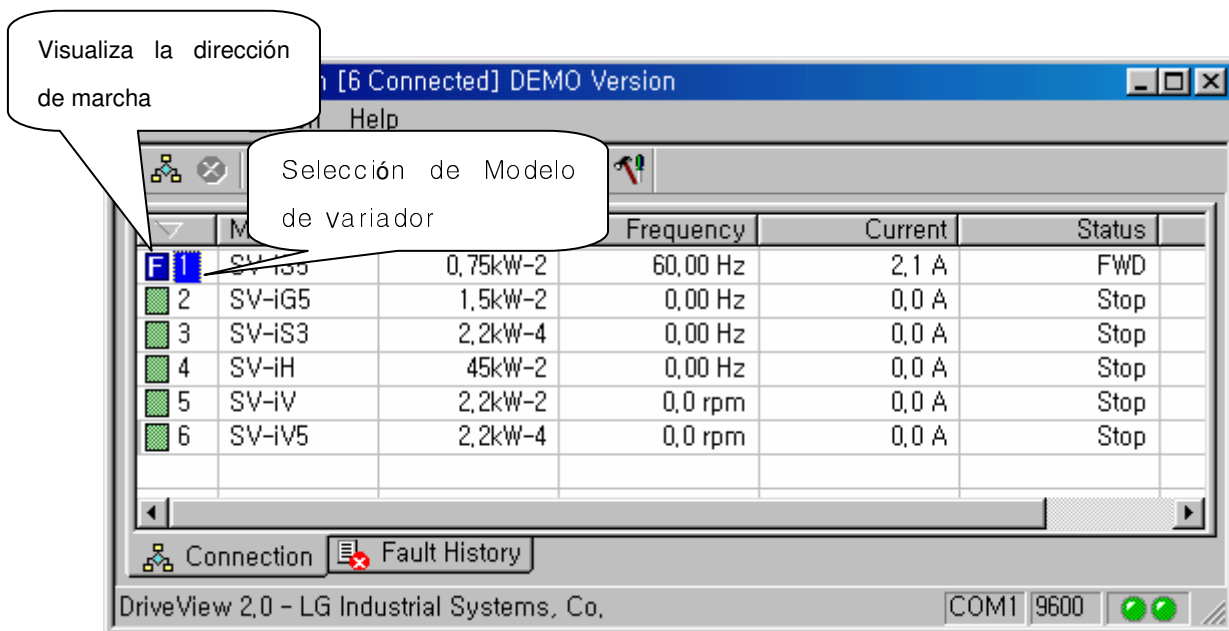 Visualiza la dirección
de marcha
[6 Connected] DEMO Version
Help
Selección de Modelo
de variador
Frequency Current Status
F 1 0,75kW-2 60,00 Hz 2,1 A FWD
2 SV-iG5 1,5kW-2 0,00 Hz 0,0 A Stop
3 SV-iS3 2,2kW-4 0,00 Hz 0,0 A Stop
4 SV-iH 45kW-2 0,00 Hz 0,0 A Stop
5 SV-iV 2,2kW-2 0,0 rpm 0,0 A Stop
6 SV-iV5 2,2kW-4 0,0 rpm 0,0 A Stop
Connection Fault History
DriveView 2,0 - LG Industrial Systems, Co, COM1 9600